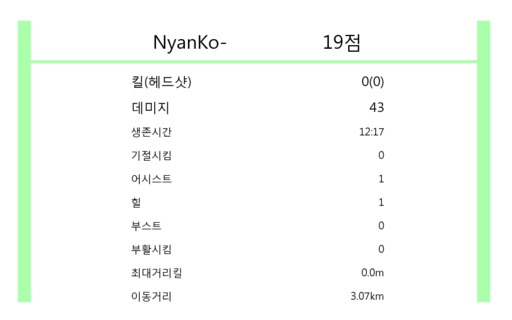 NyanKo- 19점
킬(헤드샷) 0(0)
데미지 43
생존시간 12:17
기절시킴 0
어시스트 1
힐 1
부스트 0
부활시킴 0
최대거리킬 0.0m
이동거리 3.07km